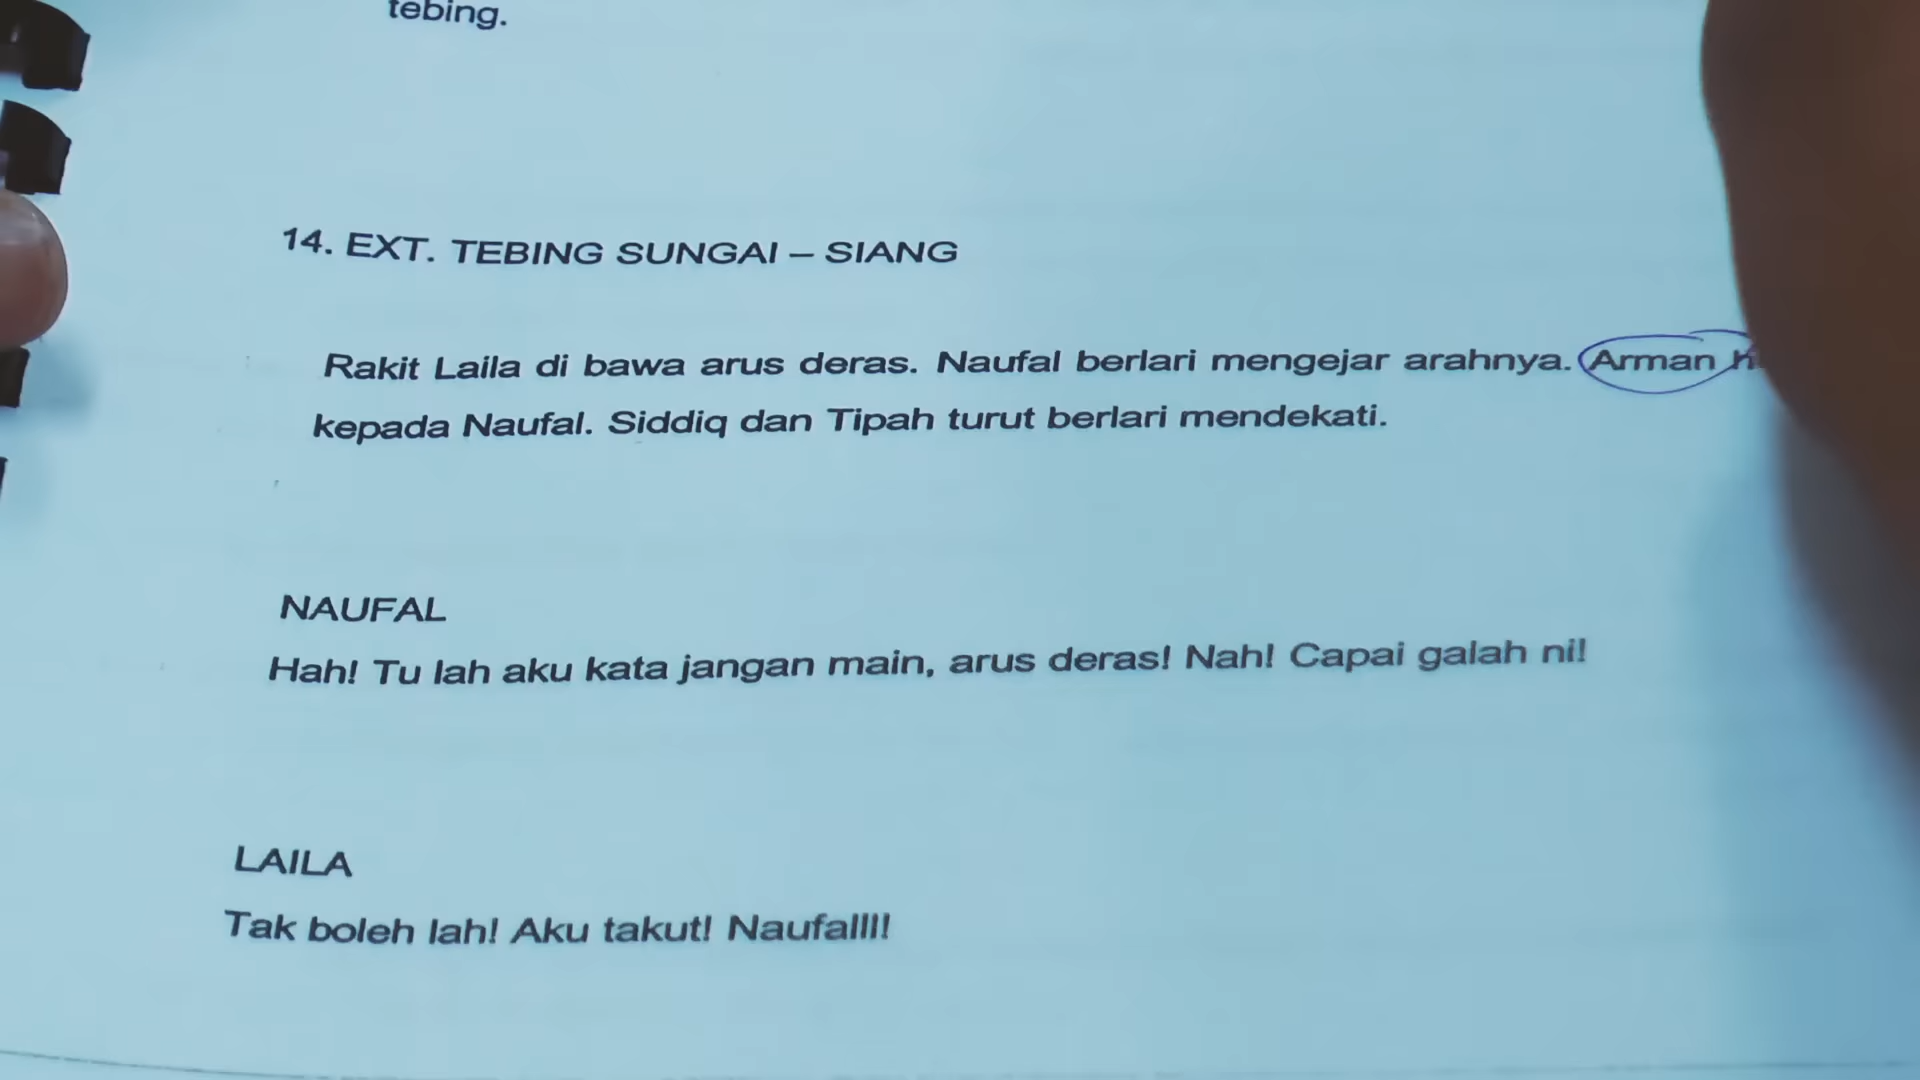 tebing.
14. EXT. TEBING SUNGAI – SIANG
Rakit Laila di bawa arus deras. Naufal berlari mengejar arahnya. Arman
kepada Naufal. Siddiq dan Tipah turut berlari mendekati.
NAUFAL
Hah! Tu lah aku kata jangan main, arus deras! Nah! Capai galah ni!
LAILA
Tak boleh lah! Aku takut! Naufalll!